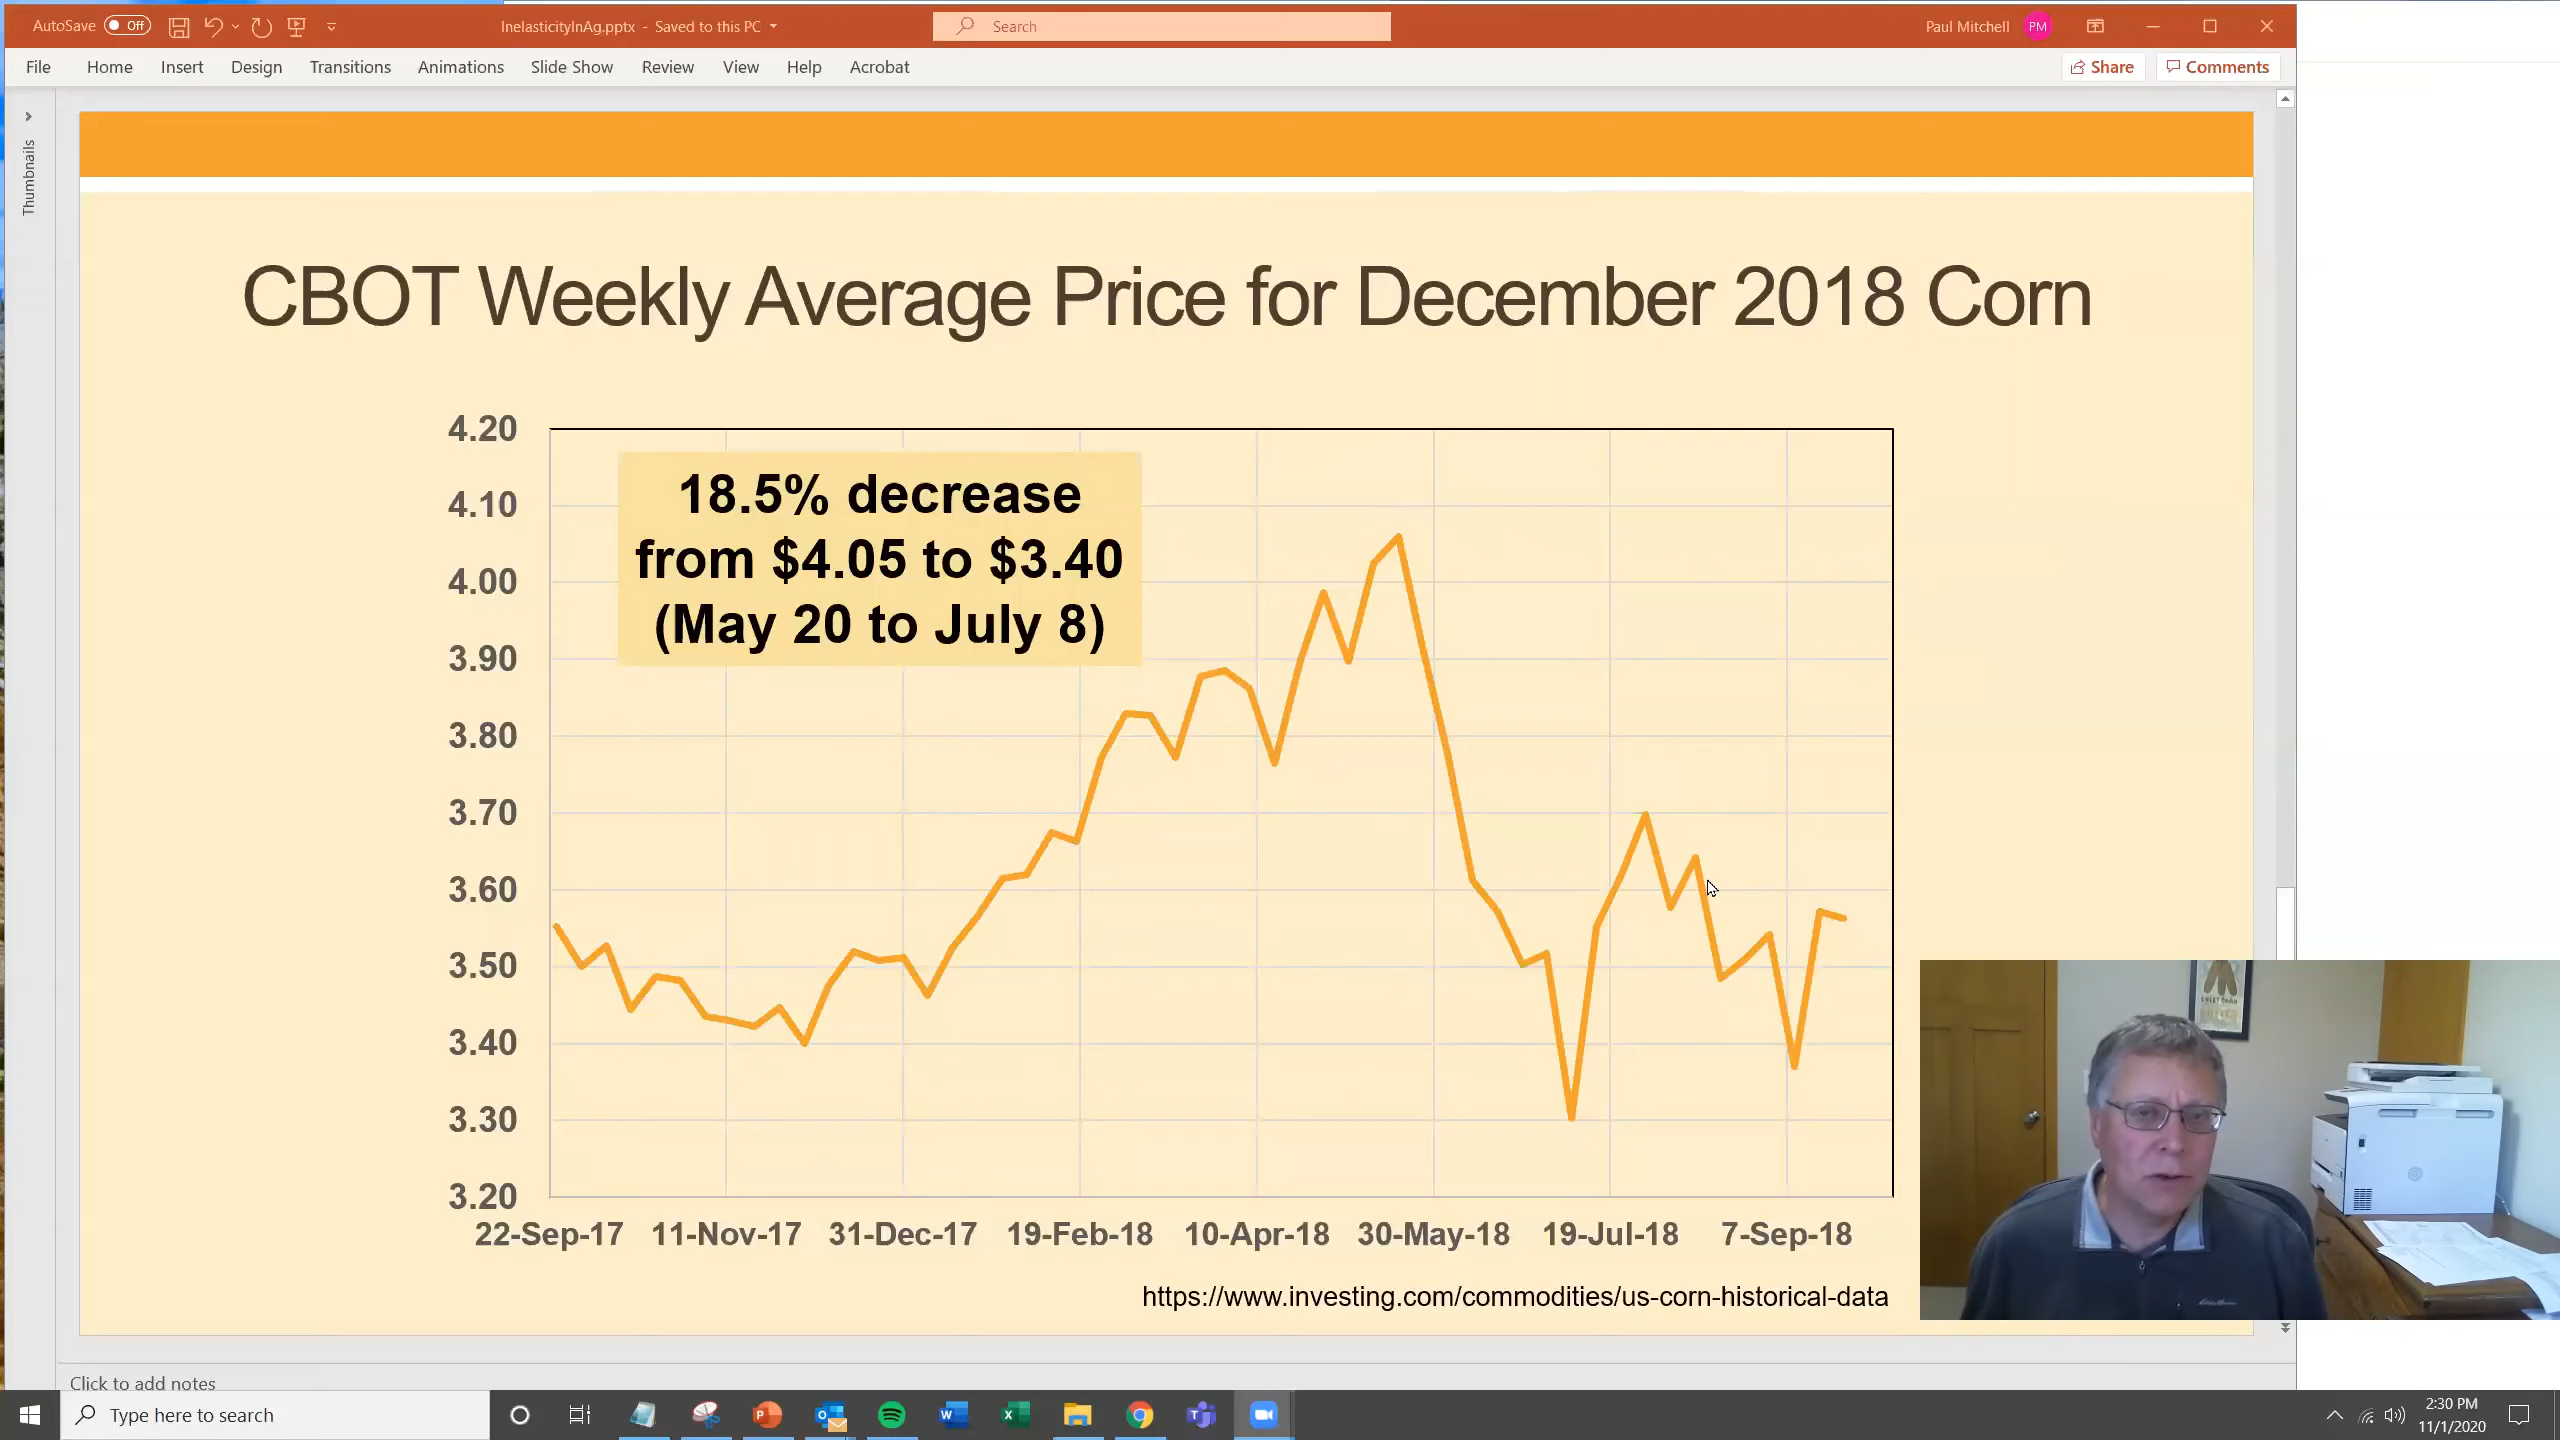 AutoSave Off InelasticityInAg.pptx - Saved to this PC Search Paul Mitchell PM
File Home Insert Design Transitions Animations Slide Show Review View Help Acrobat Share Comments
Thumbnails
CBOT Weekly Average Price for December 2018 Corn
18.5% decrease
from $4.05 to $3.40
(May 20 to July 8)
4.20
4.10
4.00
3.90
3.80
3.70
3.60
3.50
3.40
3.30
3.20
22-Sep-17 11-Nov-17 31-Dec-17 19-Feb-18 10-Apr-18 30-May-18 19-Jul-18 7-Sep-18
https://www.investing.com/commodities/us-corn-historical-data
Click to add notes
Type here to search
2:30 PM
11/1/2020